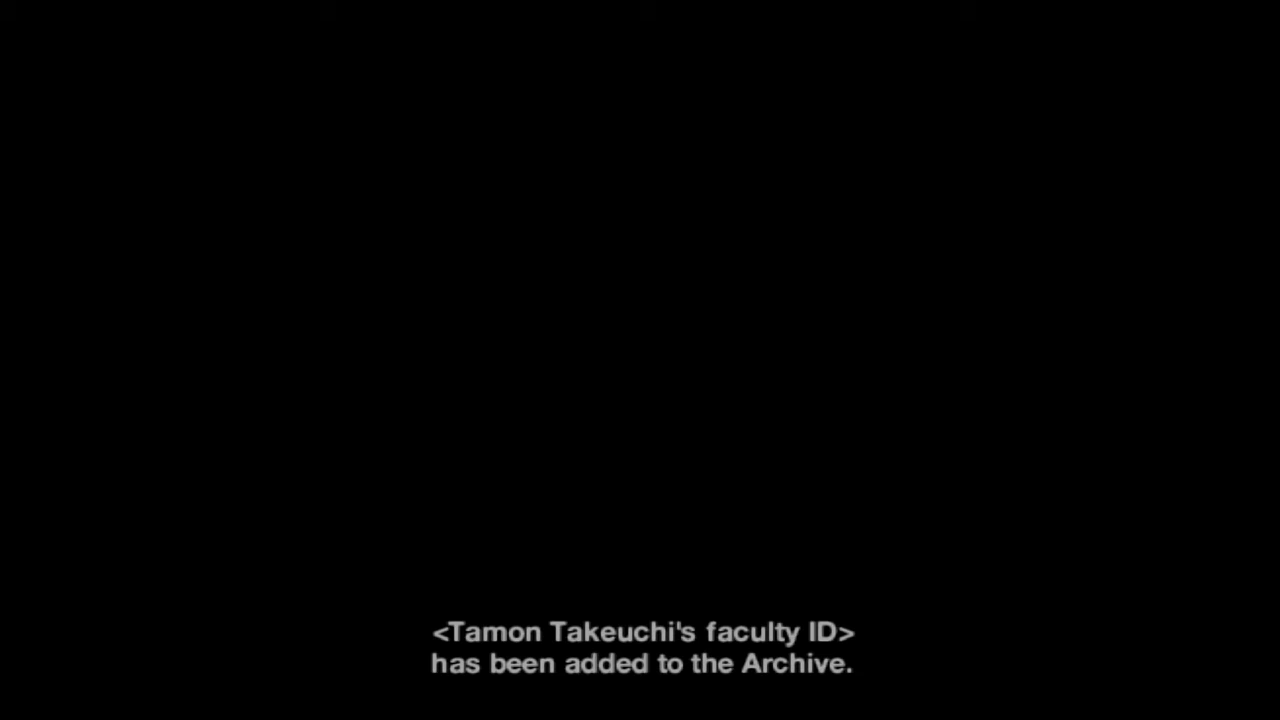 <Tamon Takeuchi's faculty ID>
has been added to the Archive.